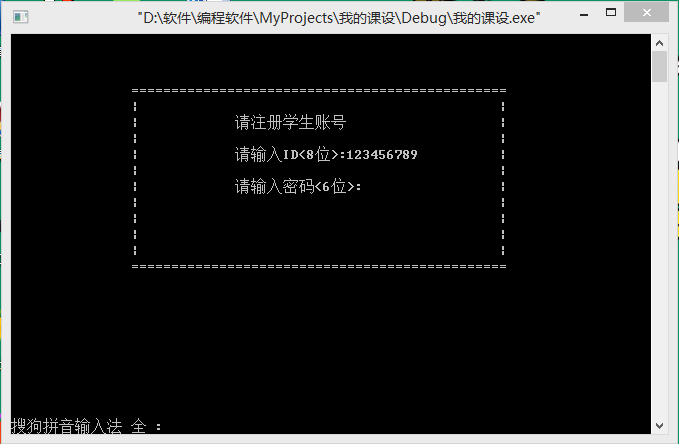 "D:\软件\编程软件\MyProjects\我的课设\Debug\我的课设.exe"
请注册学生账号
请输入ID<8位>:123456789
请输入密码<6位>:
搜狗拼音输入法 全 :